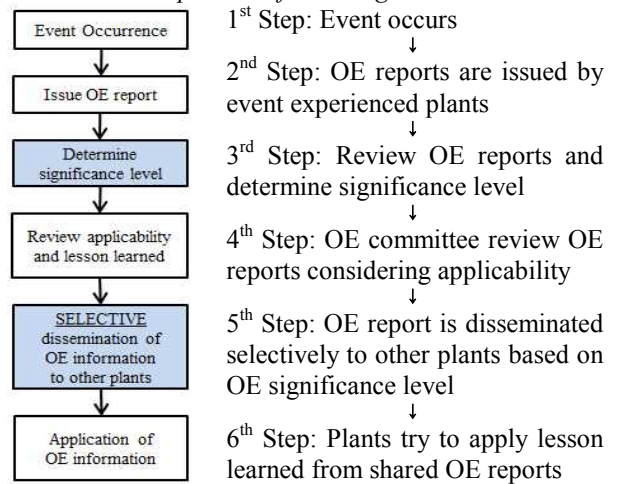 Event Occurrence
Issue OE report
Determine
significance level
Review applicability
and lesson learned
SELECTIVE
dissemination of
OE information
to other plants
Application of
OE information
1st Step: Event occurs
↓
2nd Step: OE reports are issued by
event experienced plants
↓
3rd Step: Review OE reports and
determine significance level
↓
4th Step: OE committee review OE
reports considering applicability
↓
5th Step: OE report is disseminated
selectively to other plants based on
OE significance level
↓
6th Step: Plants try to apply lesson
learned from shared OE reports